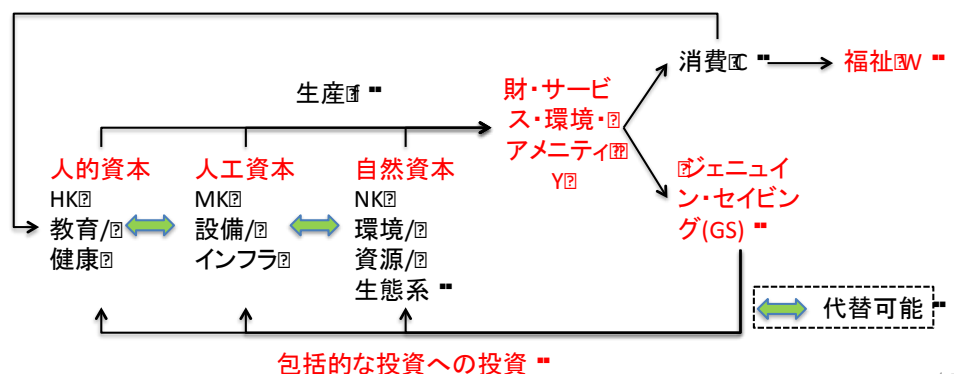 消費 C
福祉 W
生産 f
財・サービ
ス・環境・
アメニティ
Y
人的資本
HK
教育/
健康
人工資本
MK
設備/
インフラ
自然資本
NK
環境/
資源/
生態系
ジェニュイ
ン・セイビン
グ(GS)
代替可能
包括的な投資への投資